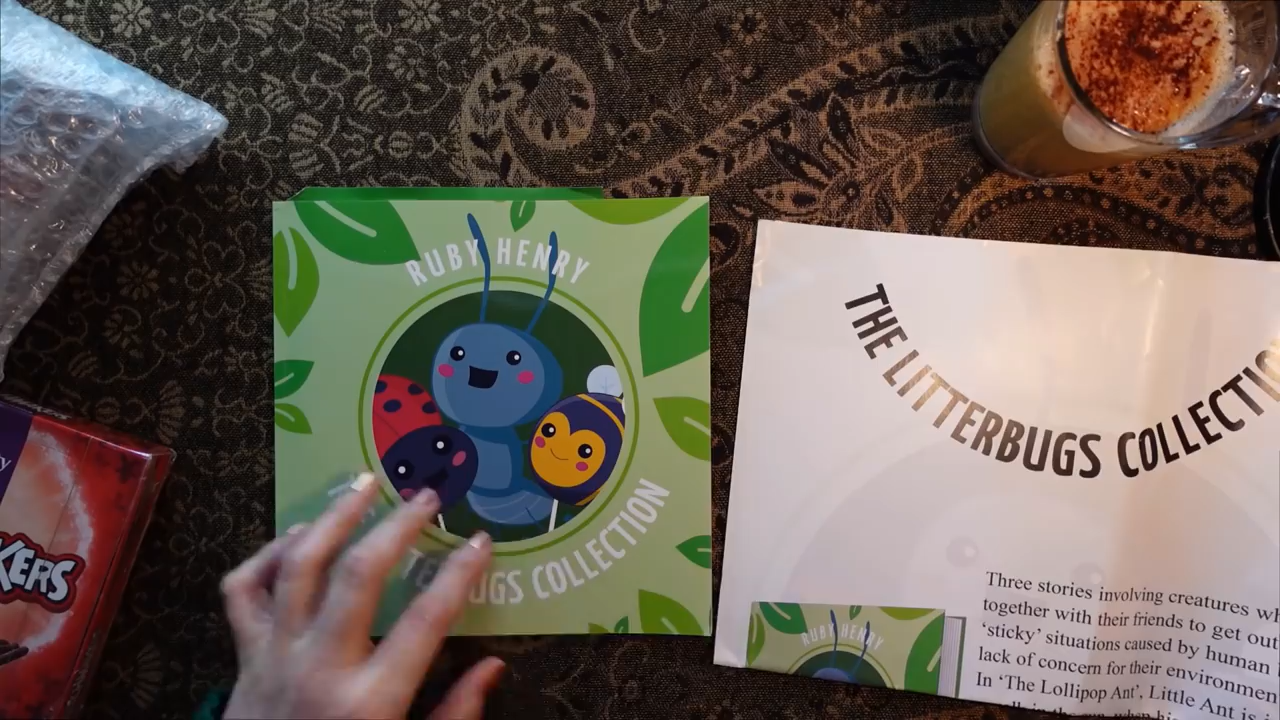 RUBY HENRY
BUGS COLLECTION
THE LITTERBUGS COLLECTIO
Three stories involving creatures wh
together with their friends to get out
'sticky' situations caused by human
lack of concern for their environmen
In 'The Lollipop Ant', Little Ant is
RUBY HENRY
KERS